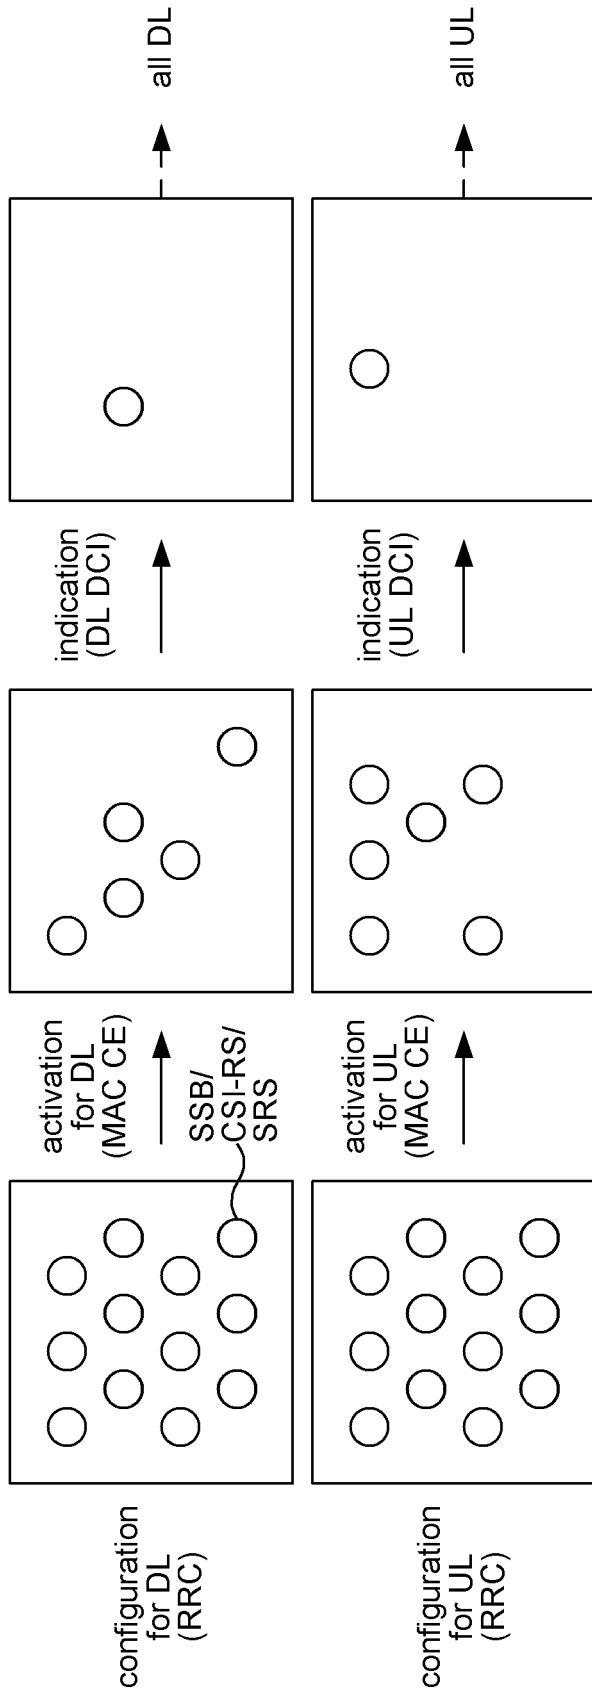 configuration
for DL
(RRC)
activation
for DL
(MAC CE)
SSB/
CSI-RS/
SRS
indication
(DL DCI)
all DL
configuration
for UL
(RRC)
activation
for UL
(MAC CE)
indication
(UL DCI)
all UL